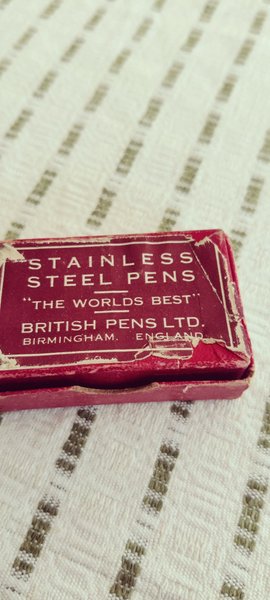 STAINLESS
STEEL PENS
"THE WORLDS BEST"
BRITISH PENS LTD.
BIRMINGHAM, ENGLAND